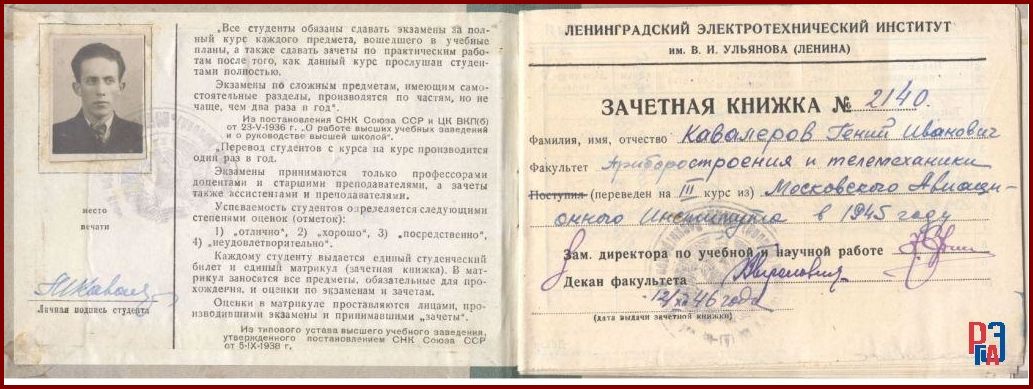 „Все студенты обязаны сдавать экзамены за пол-
ный курс каждого предмета, вошедшего в учебные
планы, а также сдавать зачеты по практическим рабо-
там после того, как данный курс прослушан студен-
тами полностью.
Экзамены по сложным предметам, имеющим само-
стоятельные разделы, производятся по частям, но не
чаще, чем два раза в год".
Из постановления СНК Союза ССР и ЦК ВКП(б)
от 23-V-1936 г. „О работе высших учебных заведений
и о руководстве высшей школой".
„Перевод студентов с курса на курс производится
один раз в год.
Экзамены принимаются только профессорами
доцентами и старшими преподавателями, а зачеты
также ассистентами и преподавателями.
Успеваемость студентов определяется следующими
степенями оценок (отметок):
1) „отлично", 2) „хорошо", 3) „посредственно",
4) „неудовлетворительно".
Каждому студенту выдается единый студенческий
билет и единый матрикул (зачетная книжка). В мат-
рикул заносятся все предметы, обязательные для про-
хождения, и оценки по экзаменам и зачетам.
Оценки в матрикуле проставляются лицами, про-
изводившими экзамены и принимавшими „зачеты".
Из типового устава высшего учебного заведения,
утвержденного постановлением СНК Союза ССР
от 5-IX-1938 г.
место
печати
Личная подпись студента
ЛЕНИНГРАДСКИЙ ЭЛЕКТРОТЕХНИЧЕСКИЙ ИНСТИТУТ
им. В. И. УЛЬЯНОВА (ЛЕНИНА)
ЗАЧЕТНАЯ КНИЖКА № 2140.
Фамилия, имя, отчество Кавалеров Гений Иванович
Факультет Приборостроения и телемеханики
Поступил (переведен на III курс из) Московского Авиаци-
онного Института в 1945 году
Зам. директора по учебной и научной работе
Декан факультета
12/XI 46 года
(дата выдачи зачетной книжки)
РГАЭ